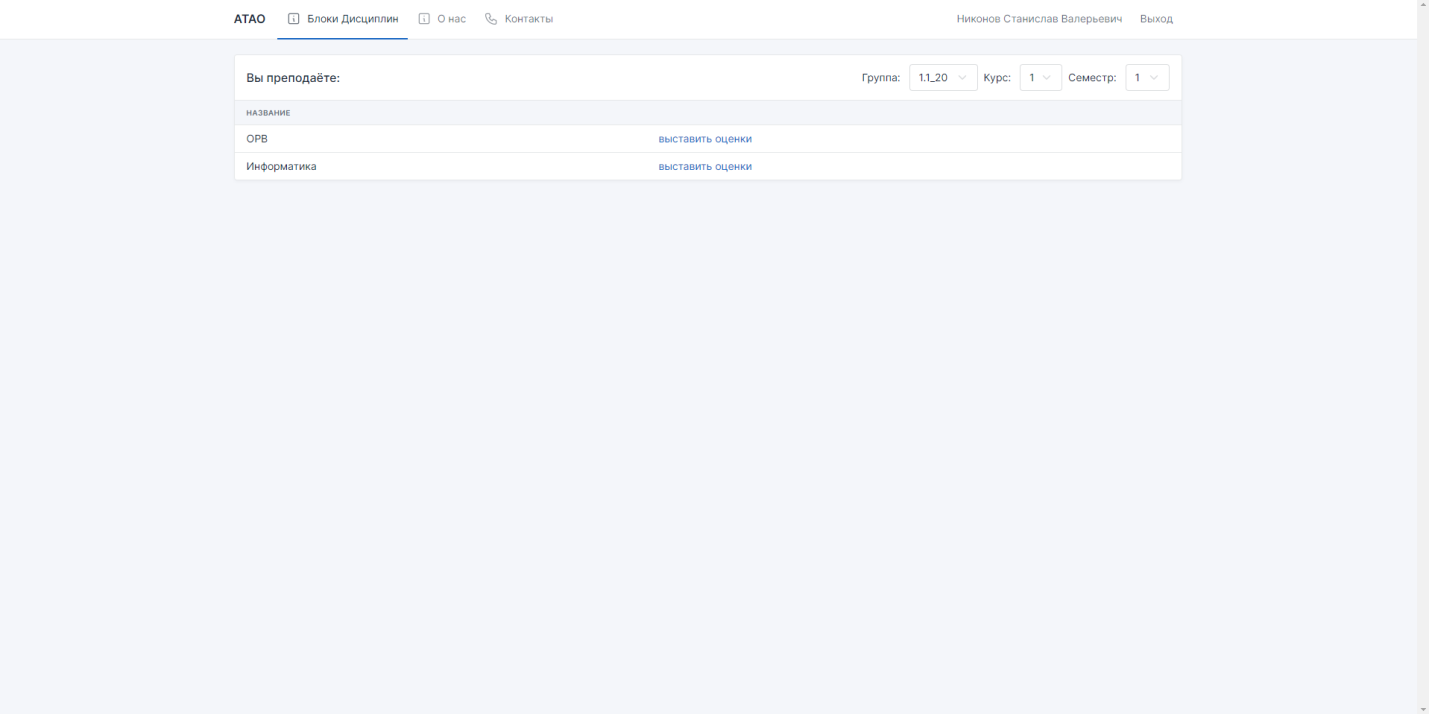 АТАО Блоки Дисциплин О нас Контакты Никонов Станислав Валерьевич Выход
Вы преподаёте: Группа: 1.1_20 Курс: 1 Семестр: 1
НАЗВАНИЕ
ОРВ выставить оценки
Информатика выставить оценки